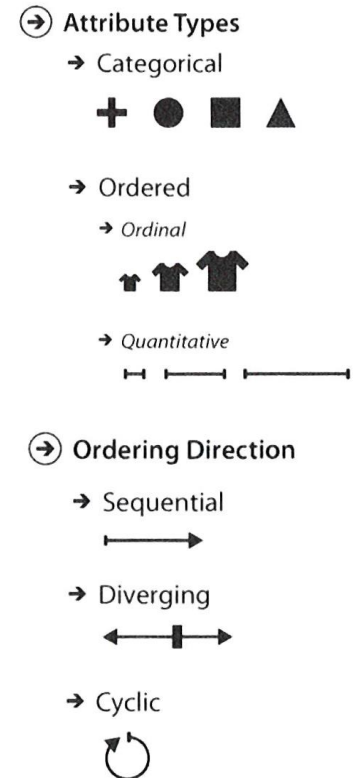 Attribute Types
Categorical
Ordered
Ordinal
Quantitative
Ordering Direction
Sequential
Diverging
Cyclic